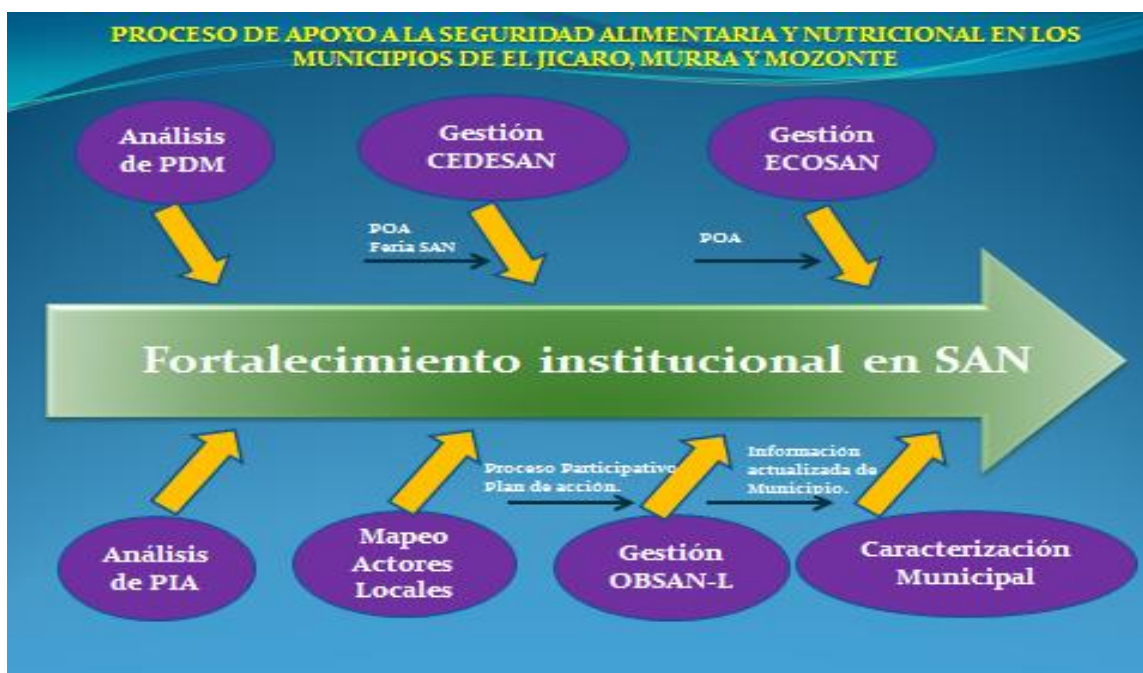 PROCESO DE APOYO A LA SEGURIDAD ALIMENTARIA Y NUTRICIONAL EN LOS
MUNICIPIOS DE EL JICARO, MURRA Y MOZONTE
Análisis
de PDM
Gestión
CEDESAN
Gestión
ECOSAN
POA
Feria SAN
POA
Fortalecimiento institucional en SAN
Proceso Participativo
Plan de acción.
Información
actualizada de
Municipio.
Análisis
de PIA
Mapeo
Actores
Locales
Gestión
OBSAN-L
Caracterización
Municipal